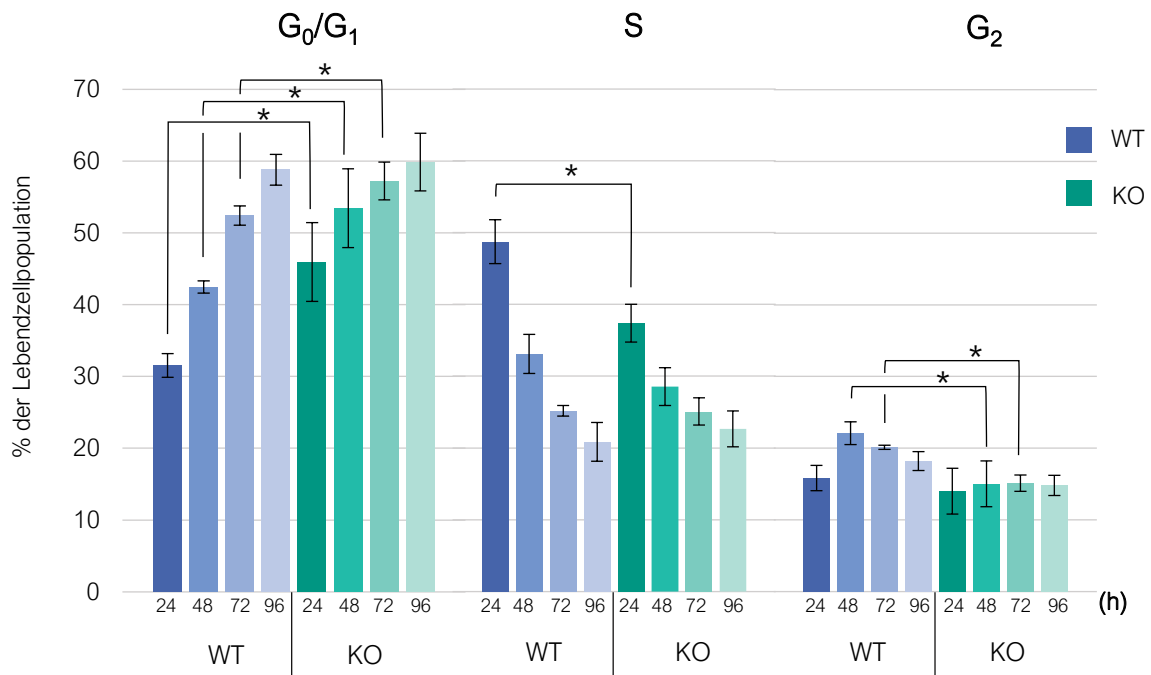 G₀/G₁ S G₂
% der Lebendzellpopulation
70
60
50
40
30
20
10
0
* * *
*
* *
WT
KO
24 48 72 96 24 48 72 96 24 48 72 96 24 48 72 96 24 48 72 96 24 48 72 96 (h)
WT KO WT KO WT KO